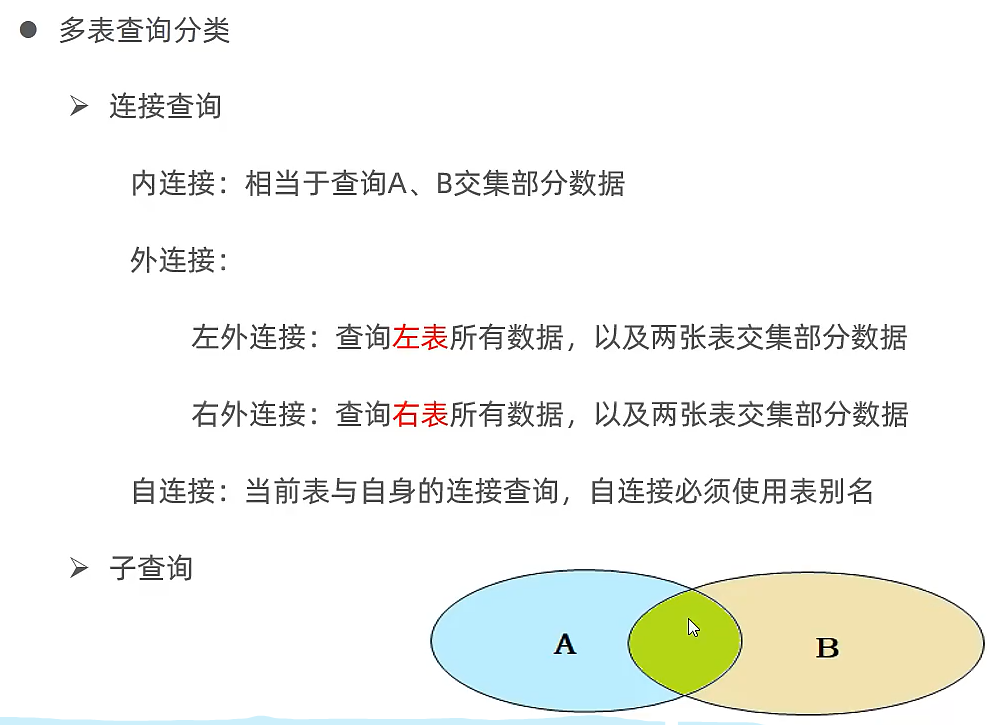 ● 多表查询分类
➢ 连接查询
内连接：相当于查询A、B交集部分数据
外连接：
左外连接：查询左表所有数据，以及两张表交集部分数据
右外连接：查询右表所有数据，以及两张表交集部分数据
自连接：当前表与自身的连接查询，自连接必须使用表别名
➢ 子查询
A
B